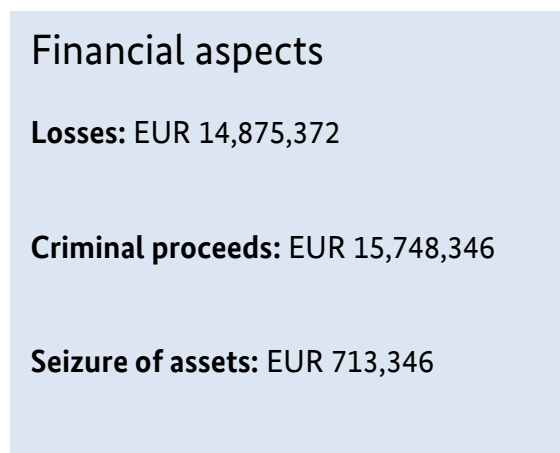 Financial aspects
Losses: EUR 14,875,372
Criminal proceeds: EUR 15,748,346
Seizure of assets: EUR 713,346